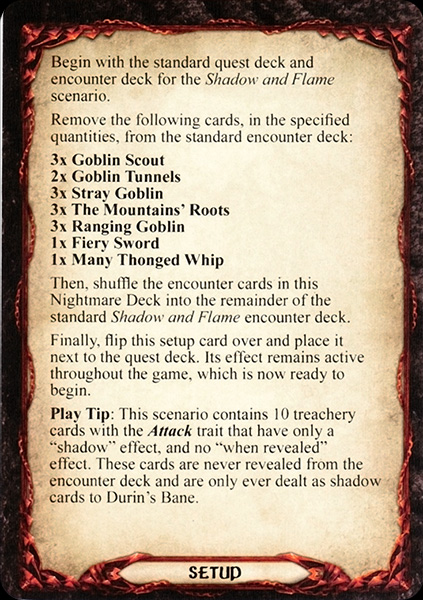 Begin with the standard quest deck and
encounter deck for the Shadow and Flame
scenario.
Remove the following cards, in the specified
quantities, from the standard encounter deck:
3x Goblin Scout
2x Goblin Tunnels
3x Stray Goblin
3x The Mountains' Roots
3x Ranging Goblin
1x Fiery Sword
1x Many Thonged Whip
Then, shuffle the encounter cards in this
Nightmare Deck into the remainder of the
standard Shadow and Flame encounter deck.
Finally, flip this setup card over and place it
next to the quest deck. Its effect remains active
throughout the game, which is now ready to
begin.
Play Tip: This scenario contains 10 treachery
cards with the Attack trait that have only a
“shadow” effect, and no “when revealed”
effect. These cards are never revealed from the
encounter deck and are only ever dealt as shadow
cards to Durin's Bane.
SETUP